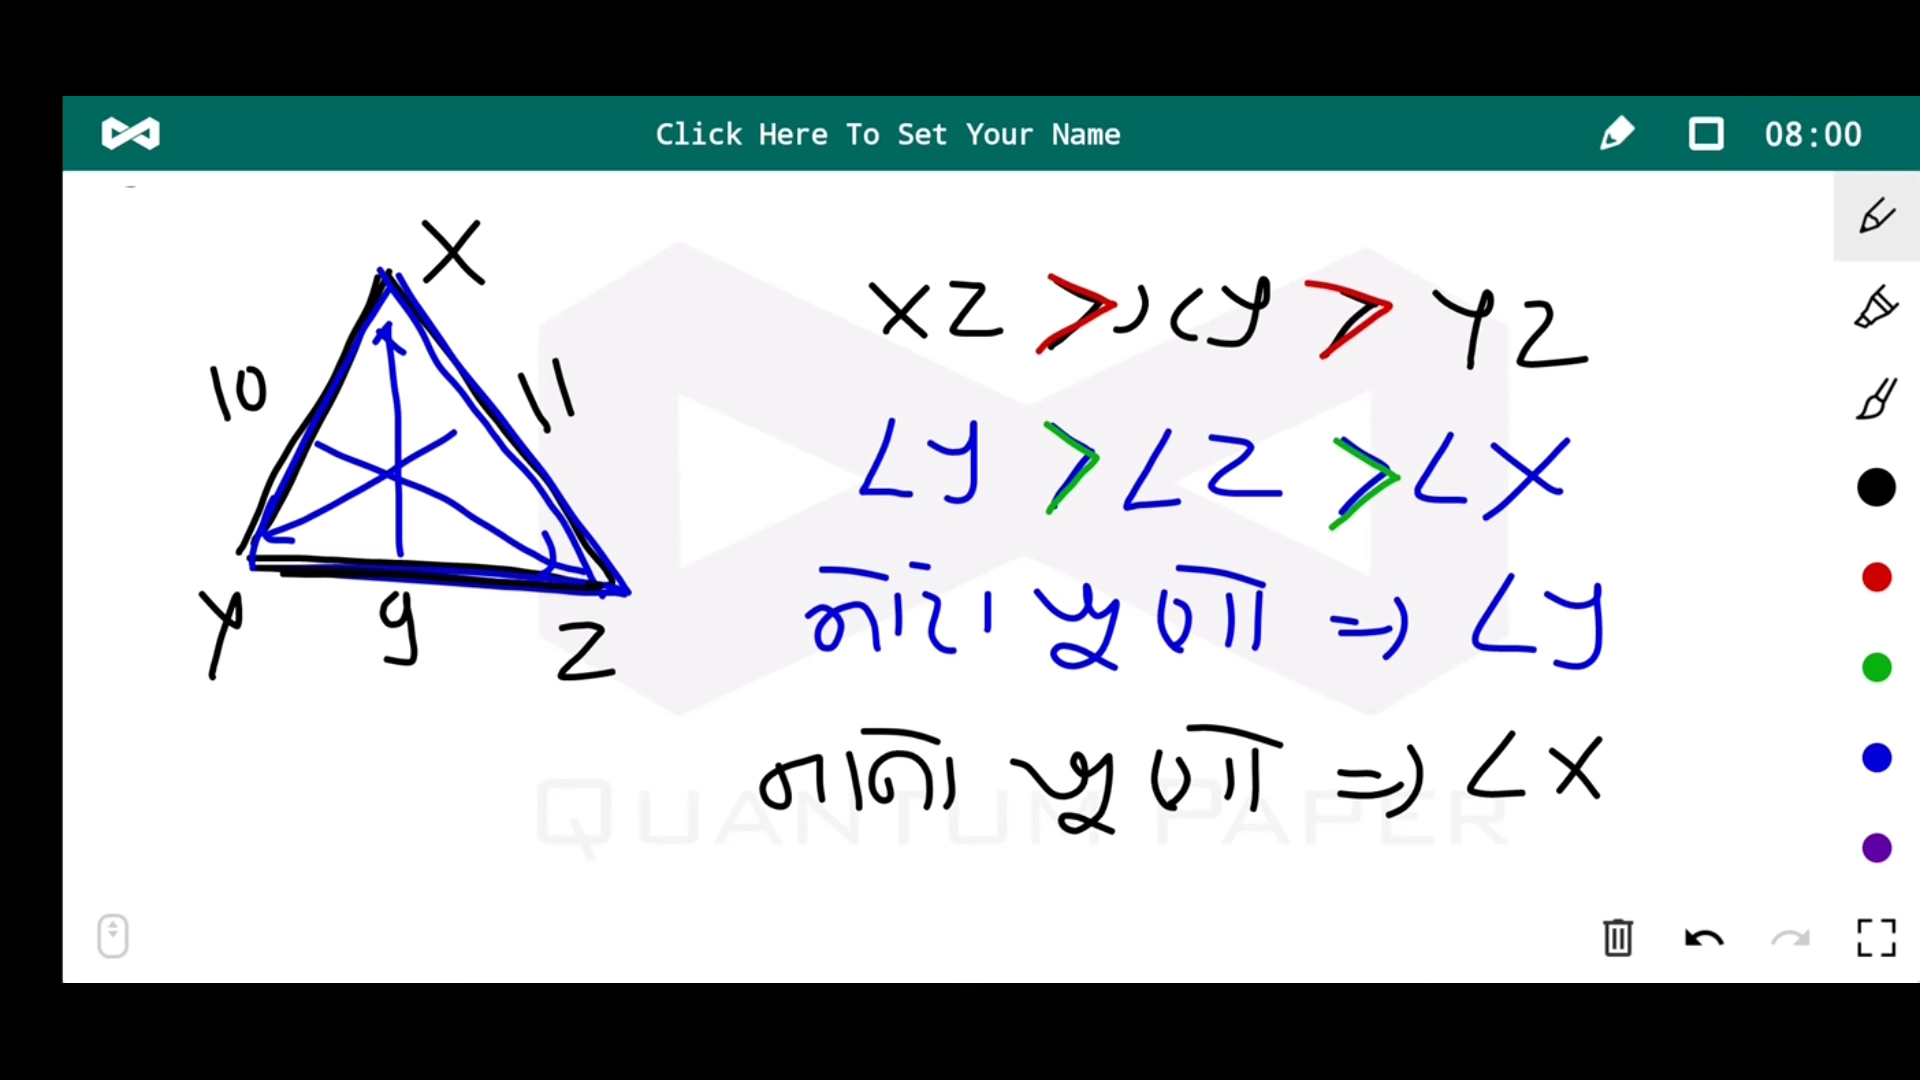 Click Here To Set Your Name
08:00
X
10
11
Y
9
Z
XZ > XY > YZ
∠Y > ∠Z > ∠X
⇒ ∠Y
⇒ ∠X
QUANTUM PAPER